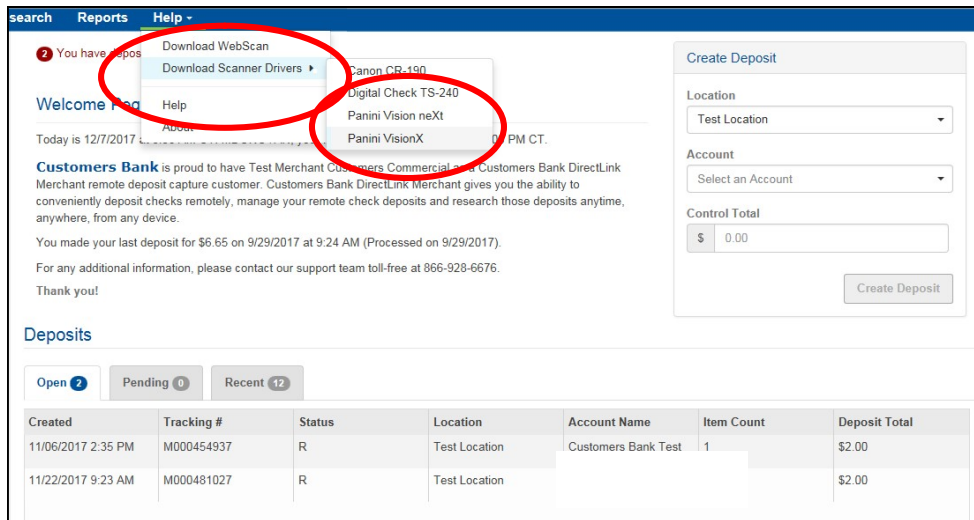 search Reports Help
2 You have depos
Download WebScan
Download Scanner Drivers
Help
About
Canon CR-190
Digital Check TS-240
Panini Vision neXt
Panini VisionX
Welcome Reg
Today is 12/7/2017 PM CT.
Customers Bank is proud to have Test Merchant Customers Commercial as a Customers Bank DirectLink
Merchant remote deposit capture customer. Customers Bank DirectLink Merchant gives you the ability to
conveniently deposit checks remotely, manage your remote check deposits and research those deposits anytime,
anywhere, from any device.
You made your last deposit for $6.65 on 9/29/2017 at 9:24 AM (Processed on 9/29/2017).
For any additional information, please contact our support team toll-free at 866-928-6676.
Thank you!
Create Deposit
Location
Test Location
Account
Select an Account
Control Total
$ 0.00
Create Deposit
Deposits
Open 2 Pending 0 Recent 12
Created Tracking # Status Location Account Name Item Count Deposit Total
11/06/2017 2:35 PM M000454937 R Test Location Customers Bank Test 1 $2.00
11/22/2017 9:23 AM M000481027 R Test Location $2.00